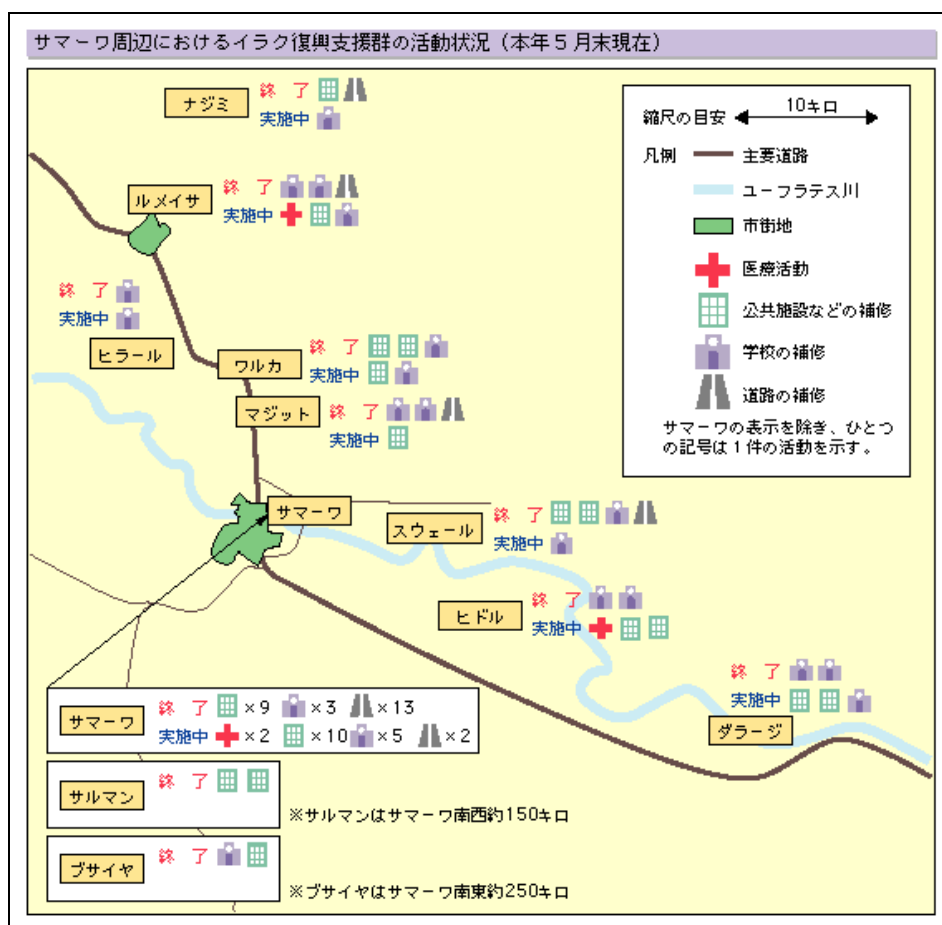 サマーワ周辺におけるイラク復興支援群の活動状況（本年５月末現在）
ナジミ
終 了
実施中
縮尺の目安 10キロ
凡例 主要道路
ユーフラテス川
市街地
医療活動
公共施設などの補修
学校の補修
道路の補修
サマーワの表示を除き、ひとつ
の記号は１件の活動を示す。
ルメイサ
終 了
実施中
終 了
実施中
ヒラール
ワルカ
終 了
実施中
マジット
終 了
実施中
サマーワ
スウェール
終 了
実施中
ヒドル
終 了
実施中
終 了
実施中
ダラージ
サマーワ
終 了 ×9 ×3 ×13
実施中 ×2 ×10 ×5 ×2
サルマン
終 了
※サルマンはサマーワ南西約150キロ
ブサイヤ
終 了
※ブサイヤはサマーワ南東約250キロ